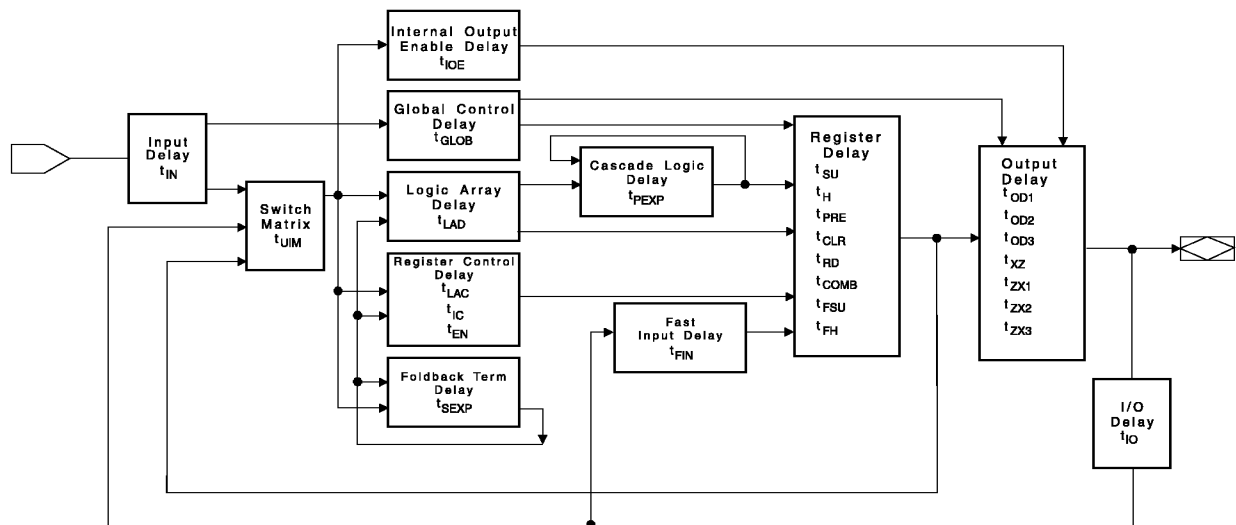 Internal Output
Enable Delay
tIOE
Global Control
Delay
tGLOB
Input
Delay
tIN
Switch
Matrix
tUIM
Logic Array
Delay
tLAD
Cascade Logic
Delay
tPEXP
Register Control
Delay
tLAC
tIC
tEN
Foldback Term
Delay
tSEXP
Fast
Input Delay
tFIN
Register
Delay
tSU
tH
tPRE
tCLR
tRD
tCOMB
tFSU
tFH
Output
Delay
tOD1
tOD2
tOD3
tXZ
tZX1
tZX2
tZX3
I/O
Delay
tIO